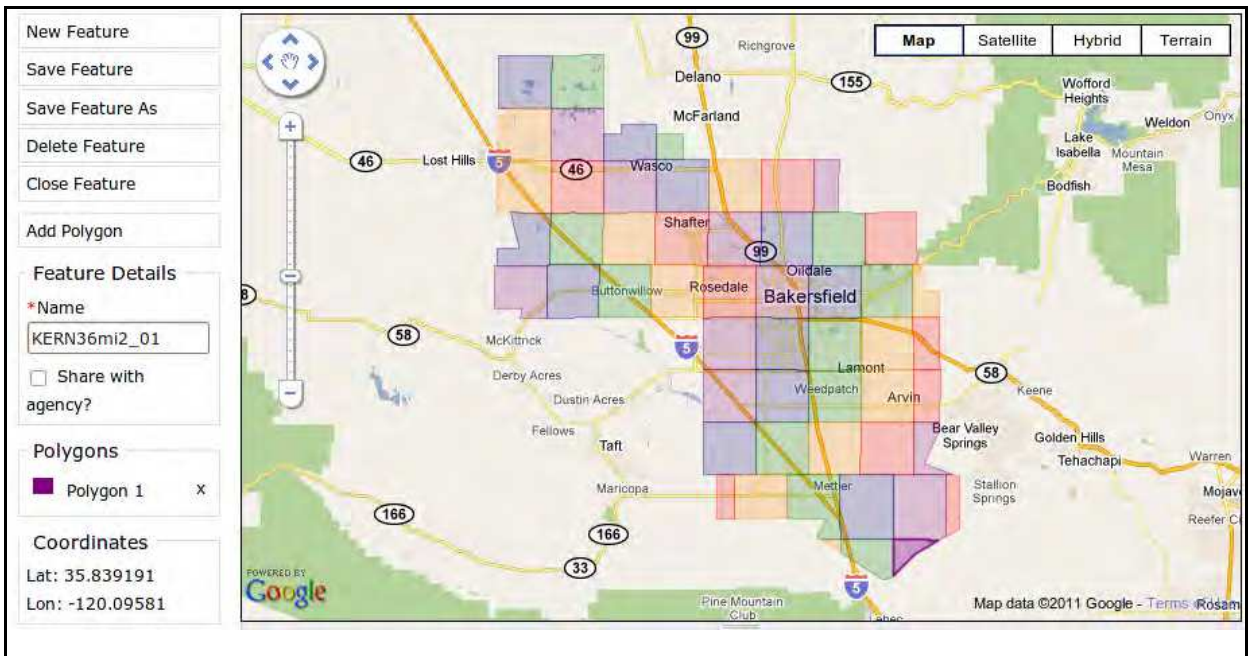 New Feature
Save Feature
Save Feature As
Delete Feature
Close Feature
Add Polygon
Feature Details
*Name
KERN36mi2_01
Share with
agency?
Polygons
Polygon 1 x
Coordinates
Lat: 35.839191
Lon: -120.09581
Map Satellite Hybrid Terrain
99
Richgrove
Delano
155
Wofford
Heights
McFarland
Weldon
Onyx
Lake
Isabella
Mountain
Mesa
46
Lost Hills
5
46
Wasco
Bodfish
Shafter
99
Oildale
Buttonwillow
Rosedale
Bakersfield
58
McKittrick
5
Lamont
58
Derby Acres
Weedpatch
Keene
Dustin Acres
Arvin
Fellows
Bear Valley
Springs
Golden Hills
Taft
Tehachapi
Warren
Maricopa
Mettler
Stallion
Springs
Mojav
166
166
Reefer C
33
5
POWERED BY
Google
Pine Mountain
Club
Map data ©2011 Google - Terms of
Rosam
Lebec